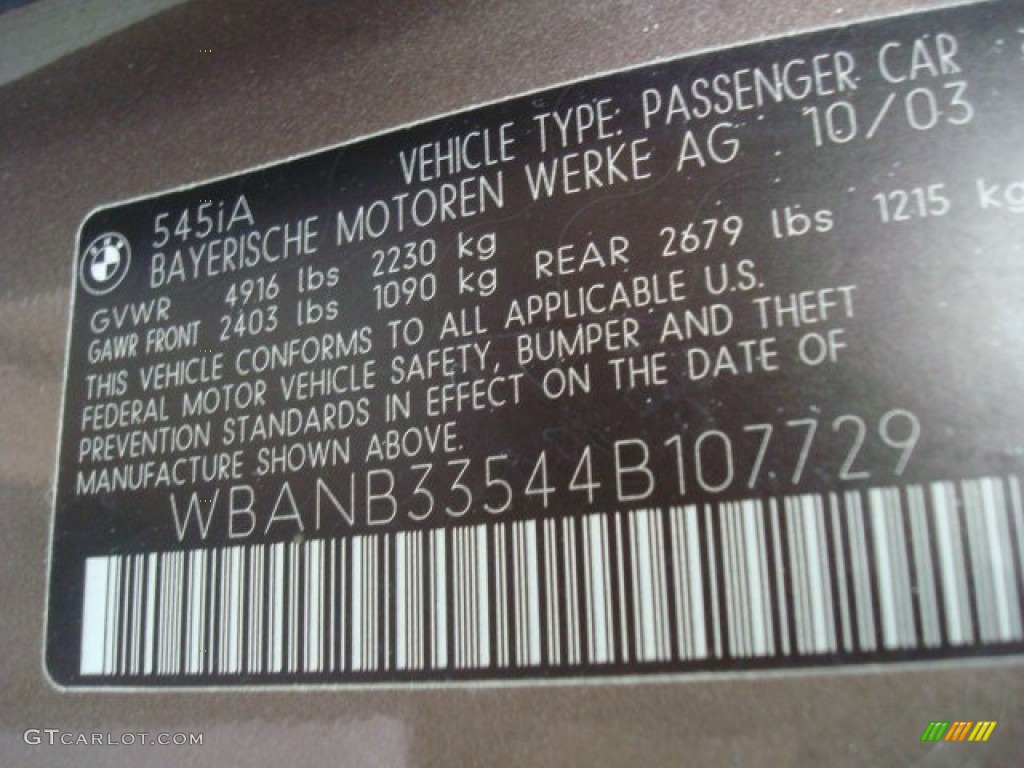 VEHICLE TYPE: PASSENGER CAR
545iA
BAYERISCHE MOTOREN WERKE AG 10/03
GVWR 4916 lbs 2230 kg
GAWR FRONT 2403 lbs 1090 kg REAR 2679 lbs 1215 kg
THIS VEHICLE CONFORMS TO ALL APPLICABLE U.S.
FEDERAL MOTOR VEHICLE SAFETY, BUMPER AND THEFT
PREVENTION STANDARDS IN EFFECT ON THE DATE OF
MANUFACTURE SHOWN ABOVE.
WBANB33544B107729
GTCARLOT.COM